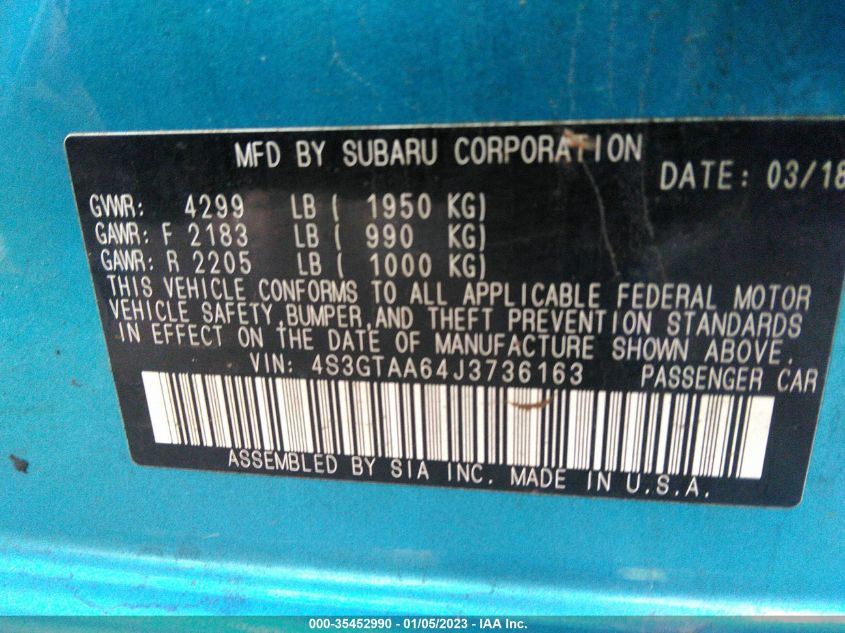 MFD BY SUBARU CORPORATION
DATE: 03/18
GVWR: 4299 LB ( 1950 KG)
GAWR: F 2183 LB ( 990 KG)
GAWR: R 2205 LB ( 1000 KG)
THIS VEHICLE CONFORMS TO ALL APPLICABLE FEDERAL MOTOR
VEHICLE SAFETY,BUMPER,AND THEFT PREVENTION STANDARDS
IN EFFECT ON THE DATE OF MANUFACTURE SHOWN ABOVE.
VIN: 4S3GTAA64J3736163 PASSENGER CAR
ASSEMBLED BY SIA INC. MADE IN U.S.A.
000-35452990 — 01/05/2023 — IAA Inc.